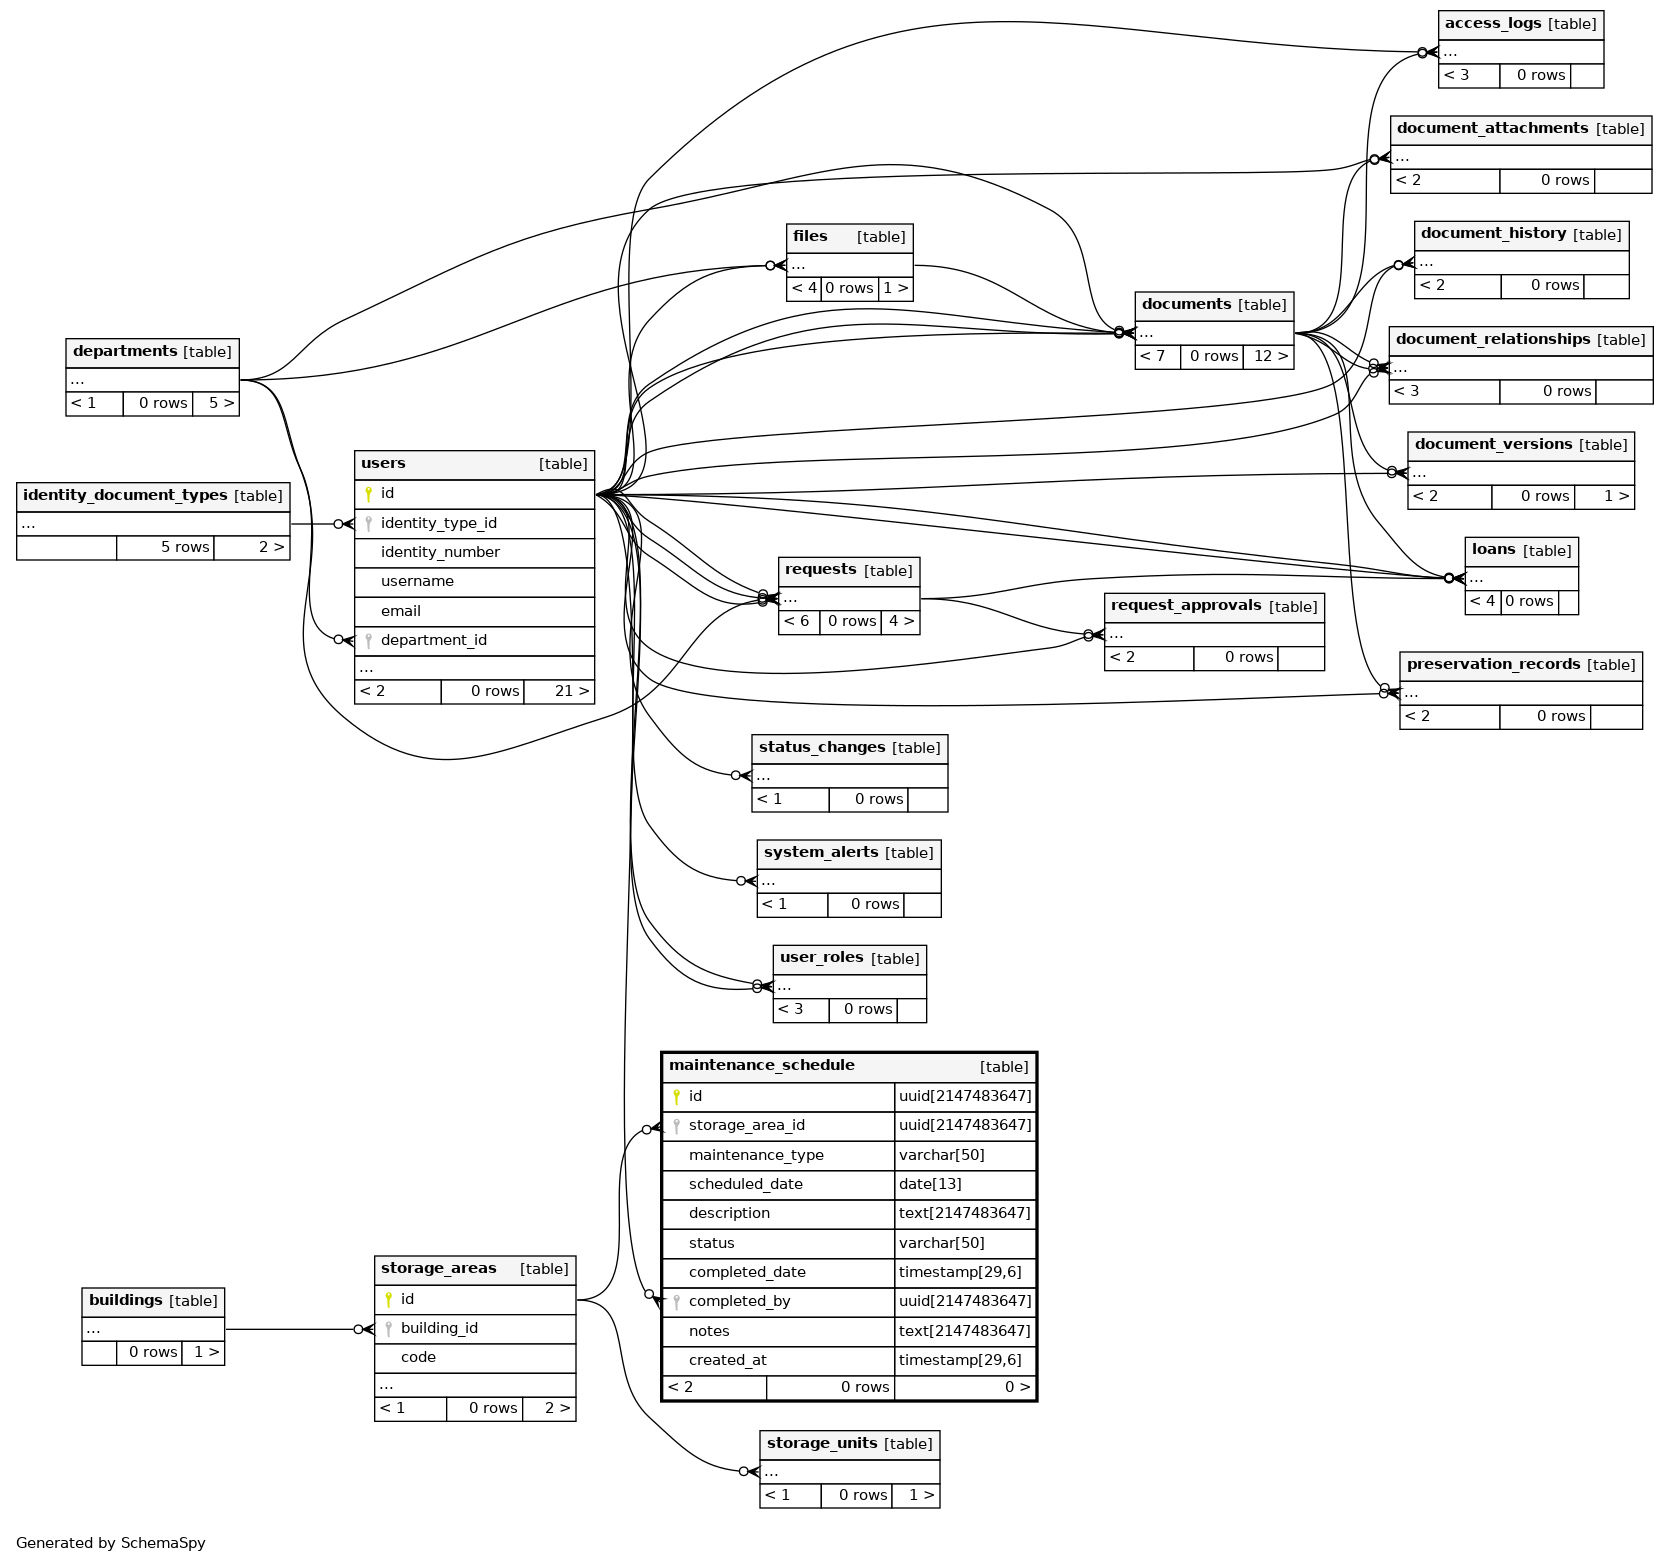 access_logs [table]
...
< 3 0 rows
document_attachments [table]
...
< 2 0 rows
document_history [table]
...
< 2 0 rows
files [table]
...
< 4 0 rows 1 >
documents [table]
...
< 7 0 rows 12 >
document_relationships [table]
...
< 3 0 rows
departments [table]
...
< 1 0 rows 5 >
document_versions [table]
...
< 2 0 rows 1 >
users [table]
id
identity_type_id
identity_number
username
email
department_id
...
< 2 0 rows 21 >
identity_document_types [table]
...
5 rows 2 >
loans [table]
...
< 4 0 rows
requests [table]
...
< 6 0 rows 4 >
request_approvals [table]
...
< 2 0 rows
preservation_records [table]
...
< 2 0 rows
status_changes [table]
...
< 1 0 rows
system_alerts [table]
...
< 1 0 rows
user_roles [table]
...
< 3 0 rows
maintenance_schedule [table]
id uuid[2147483647]
storage_area_id uuid[2147483647]
maintenance_type varchar[50]
scheduled_date date[13]
description text[2147483647]
status varchar[50]
completed_date timestamp[29,6]
completed_by uuid[2147483647]
notes text[2147483647]
created_at timestamp[29,6]
< 2 0 rows 0 >
storage_areas [table]
id
building_id
code
...
< 1 0 rows 2 >
buildings [table]
...
0 rows 1 >
storage_units [table]
...
< 1 0 rows 1 >
Generated by SchemaSpy